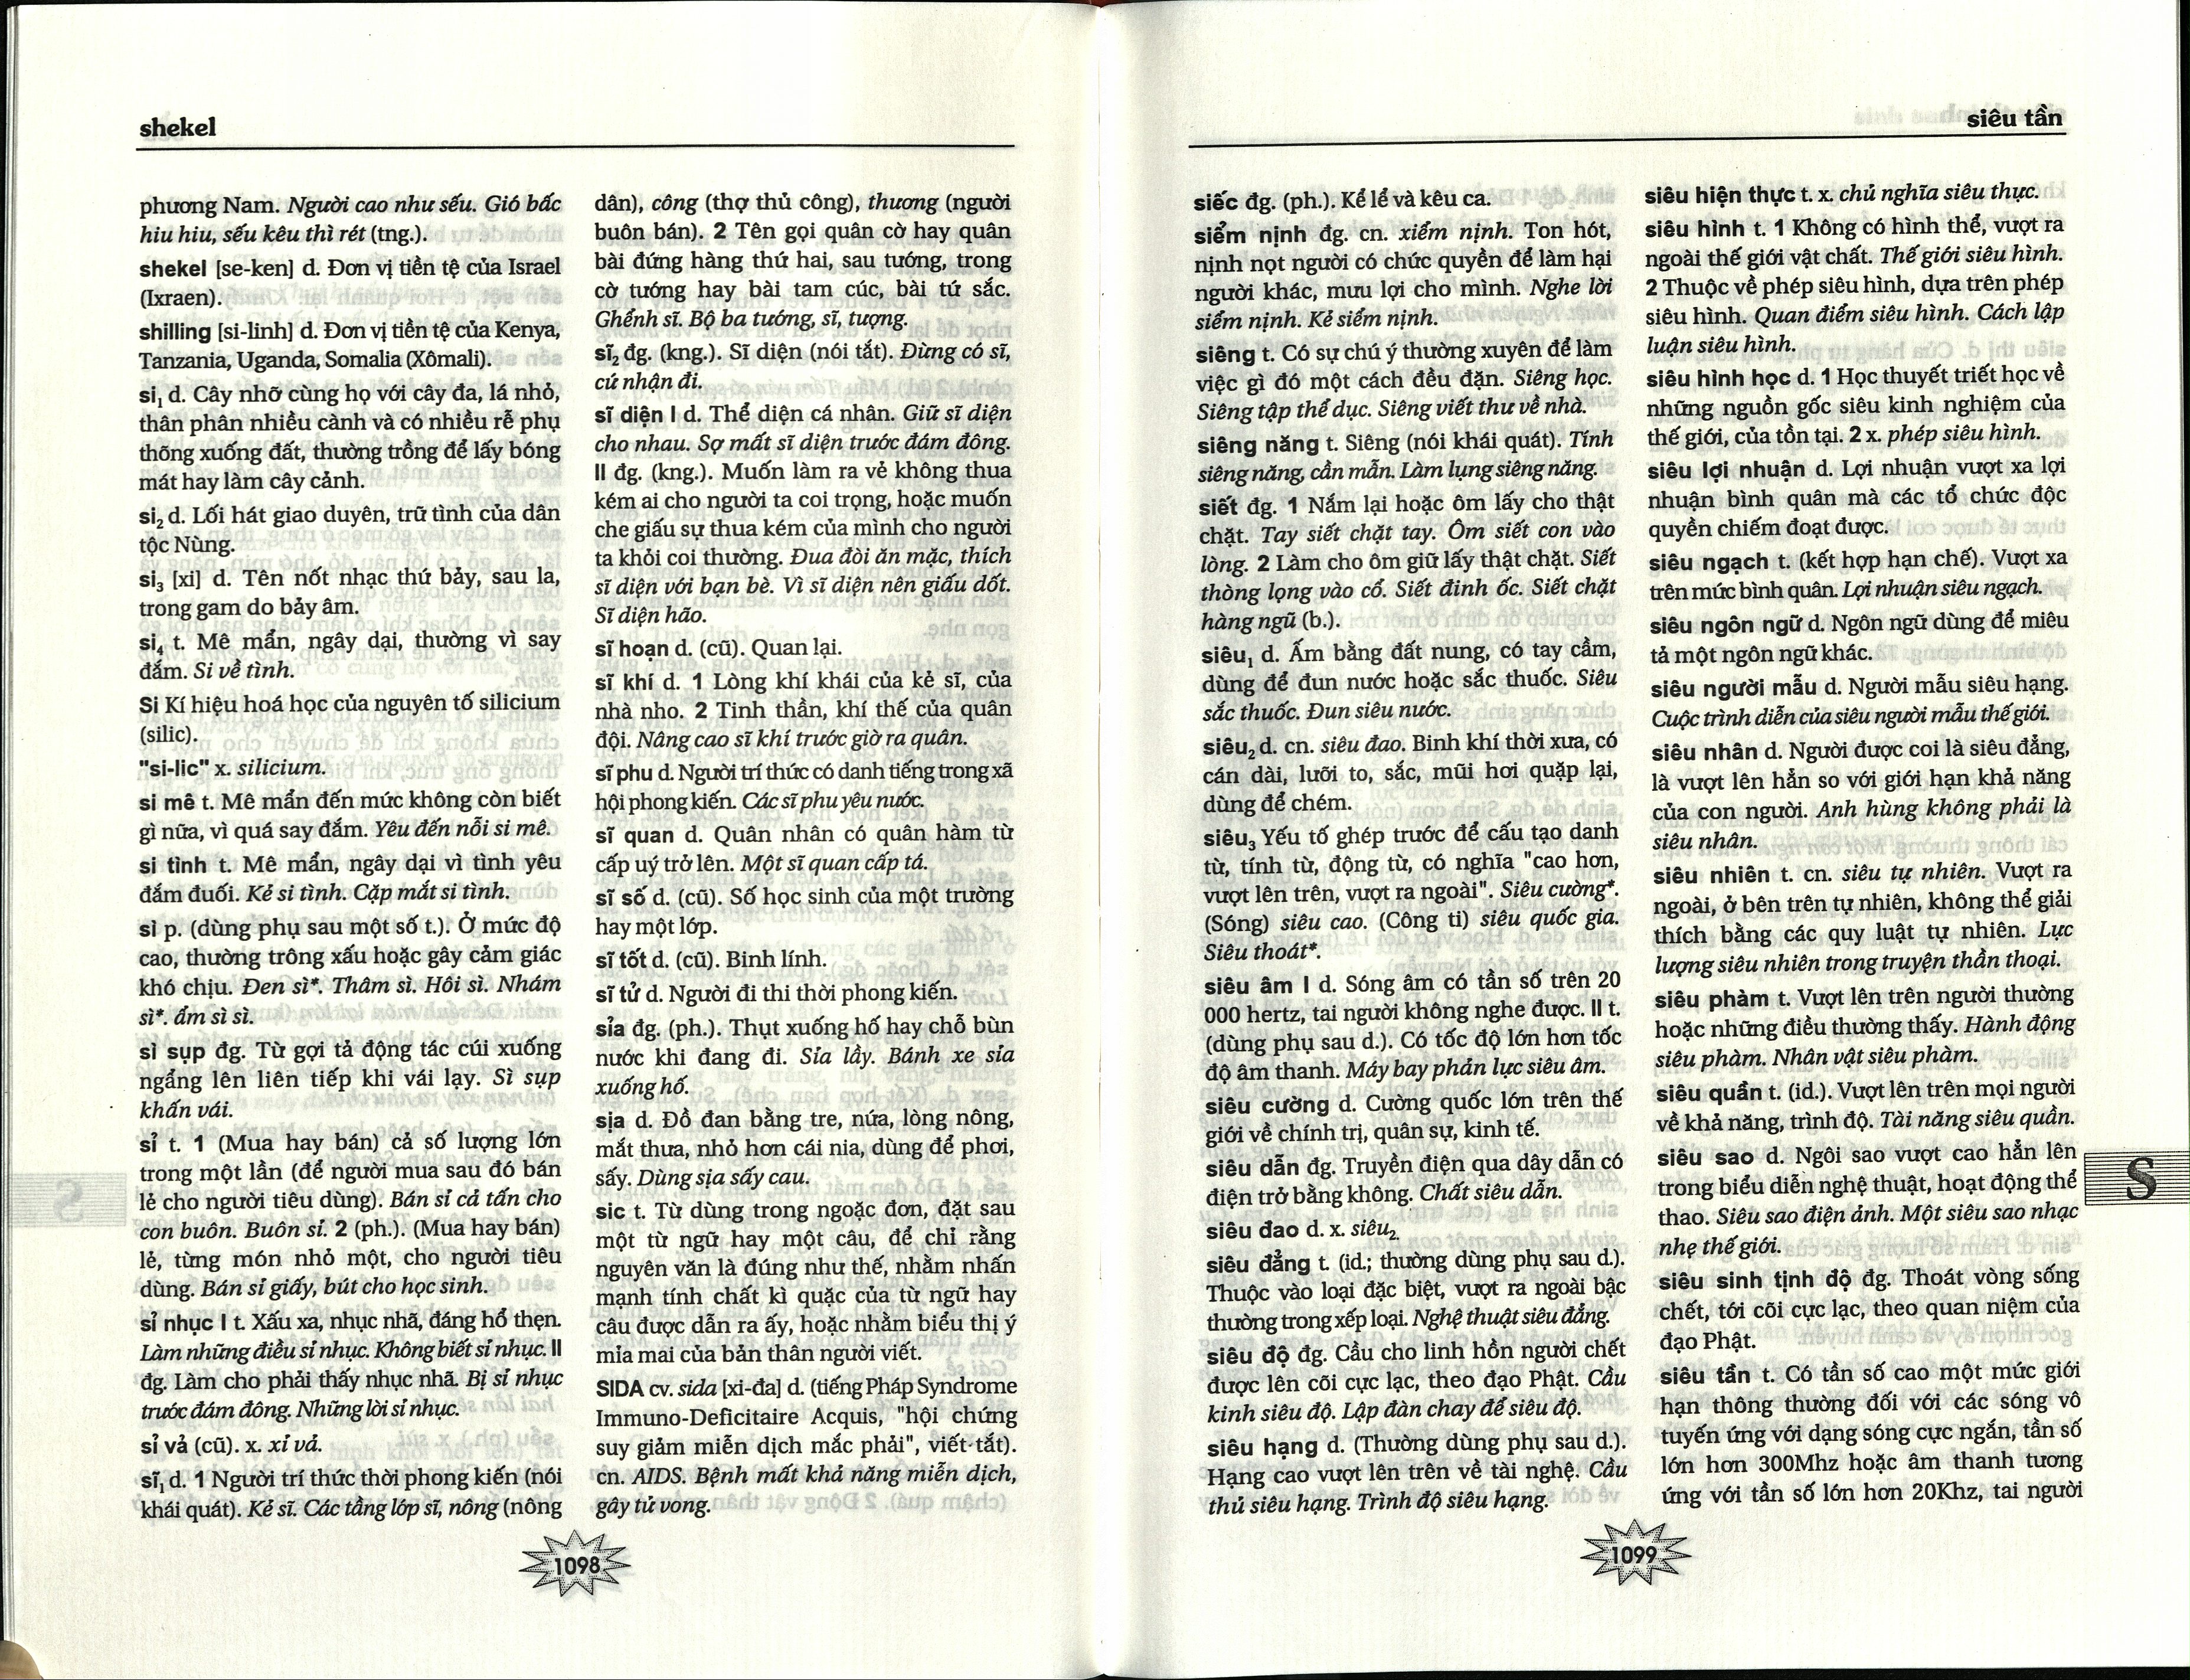 shekel
phương Nam. Người cao như sếu. Gió bấc
hiu hiu, sếu kêu thì rét (tng.).
shekel [se-ken] d. Đơn vị tiền tệ của Israel
(Ixraen).
shilling [si-linh] d. Đơn vị tiền tệ của Kenya,
Tanzania, Uganda, Somalia (Xômali).
si₁ d. Cây nhỡ cùng họ với cây đa, lá nhỏ,
thân phân nhiều cành và có nhiều rễ phụ
thõng xuống đất, thường trồng để lấy bóng
mát hay làm cây cảnh.
si₂ d. Lối hát giao duyên, trữ tình của dân
tộc Nùng.
si₃ [xi] d. Tên nốt nhạc thứ bảy, sau la,
trong gam do bảy âm.
si₄ t. Mê mẩn, ngây dại, thường vì say
đắm. Si về tình.
Si Kí hiệu hoá học của nguyên tố silicium
(silic).
"si-lic" x. silicium.
si mê t. Mê mẩn đến mức không còn biết
gì nữa, vì quá say đắm. Yêu đến nỗi si mê.
si tình t. Mê mẩn, ngây dại vì tình yêu
đắm đuối. Kẻ si tình. Cặp mắt si tình.
sì p. (dùng phụ sau một số t.). Ở mức độ
cao, thường trông xấu hoặc gây cảm giác
khó chịu. Đen sì*. Thâm sì. Hôi sì. Nhám
sì*. ẩm sì sì.
sì sụp đg. Từ gợi tả động tác cúi xuống
ngẩng lên liên tiếp khi vái lạy. Sì sụp
khấn vái.
sỉ t. 1 (Mua hay bán) cả số lượng lớn
trong một lần (để người mua sau đó bán
lẻ cho người tiêu dùng). Bán sỉ cả tấn cho
con buôn. Buôn sỉ. 2 (ph.). (Mua hay bán)
lẻ, từng món nhỏ một, cho người tiêu
dùng. Bán sỉ giấy, bút cho học sinh.
sỉ nhục I t. Xấu xa, nhục nhã, đáng hổ thẹn.
Làm những điều sỉ nhục. Không biết sỉ nhục. II
đg. Làm cho phải thấy nhục nhã. Bị sỉ nhục
trước đám đông. Những lời sỉ nhục.
sỉ vả (cũ). x. xỉ vả.
sĩ₁ d. 1 Người trí thức thời phong kiến (nói
khái quát). Kẻ sĩ. Các tầng lớp sĩ, nông (nông
dân), công (thợ thủ công), thương (người
buôn bán). 2 Tên gọi quân cờ hay quân
bài đứng hàng thứ hai, sau tướng, trong
cờ tướng hay bài tam cúc, bài tứ sắc.
Ghểnh sĩ. Bộ ba tướng, sĩ, tượng.
sĩ₂ đg. (kng.). Sĩ diện (nói tắt). Đừng có sĩ,
cứ nhận đi.
sĩ diện I d. Thể diện cá nhân. Giữ sĩ diện
cho nhau. Sợ mất sĩ diện trước đám đông.
II đg. (kng.). Muốn làm ra vẻ không thua
kém ai cho người ta coi trọng, hoặc muốn
che giấu sự thua kém của mình cho người
ta khỏi coi thường. Đua đòi ăn mặc, thích
sĩ diện với bạn bè. Vì sĩ diện nên giấu dốt.
Sĩ diện hão.
sĩ hoạn d. (cũ). Quan lại.
sĩ khí d. 1 Lòng khí khái của kẻ sĩ, của
nhà nho. 2 Tinh thần, khí thế của quân
đội. Nâng cao sĩ khí trước giờ ra quân.
sĩ phu d. Người trí thức có danh tiếng trong xã
hội phong kiến. Các sĩ phu yêu nước.
sĩ quan d. Quân nhân có quân hàm từ
cấp uý trở lên. Một sĩ quan cấp tá.
sĩ số d. (cũ). Số học sinh của một trường
hay một lớp.
sĩ tốt d. (cũ). Binh lính.
sĩ tử d. Người đi thi thời phong kiến.
sỉa đg. (ph.). Thụt xuống hố hay chỗ bùn
nước khi đang đi. Sỉa lầy. Bánh xe sỉa
xuống hố.
sịa d. Đồ đan bằng tre, nứa, lòng nông,
mắt thưa, nhỏ hơn cái nia, dùng để phơi,
sấy. Dùng sịa sấy cau.
sic t. Từ dùng trong ngoặc đơn, đặt sau
một từ ngữ hay một câu, để chỉ rằng
nguyên văn là đúng như thế, nhằm nhấn
mạnh tính chất kì quặc của từ ngữ hay
câu được dẫn ra ấy, hoặc nhằm biểu thị ý
mỉa mai của bản thân người viết.
SIDA cv. sida [xi-đa] d. (tiếng Pháp Syndrome
Immuno-Deficitaire Acquis, "hội chứng
suy giảm miễn dịch mắc phải", viết-tắt).
cn. AIDS. Bệnh mất khả năng miễn dịch,
gây tử vong.
1098
siêu tần
siếc đg. (ph.). Kể lể và kêu ca.
siểm nịnh đg. cn. xiểm nịnh. Ton hót,
nịnh nọt người có chức quyền để làm hại
người khác, mưu lợi cho mình. Nghe lời
siểm nịnh. Kẻ siểm nịnh.
siêng t. Có sự chú ý thường xuyên để làm
việc gì đó một cách đều đặn. Siêng học.
Siêng tập thể dục. Siêng viết thư về nhà.
siêng năng t. Siêng (nói khái quát). Tính
siêng năng, cần mẫn. Làm lụng siêng năng.
siết đg. 1 Nắm lại hoặc ôm lấy cho thật
chặt. Tay siết chặt tay. Ôm siết con vào
lòng. 2 Làm cho ôm giữ lấy thật chặt. Siết
thòng lọng vào cổ. Siết đinh ốc. Siết chặt
hàng ngũ (b.).
siêu₁ d. Ấm bằng đất nung, có tay cầm,
dùng để đun nước hoặc sắc thuốc. Siêu
sắc thuốc. Đun siêu nước.
siêu₂ d. cn. siêu đao. Binh khí thời xưa, có
cán dài, lưỡi to, sắc, mũi hơi quặp lại,
dùng để chém.
siêu₃ Yếu tố ghép trước để cấu tạo danh
từ, tính từ, động từ, có nghĩa "cao hơn,
vượt lên trên, vượt ra ngoài". Siêu cường*.
(Sóng) siêu cao. (Công ti) siêu quốc gia.
Siêu thoát*.
siêu âm I d. Sóng âm có tần số trên 20
000 hertz, tai người không nghe được. II t.
(dùng phụ sau d.). Có tốc độ lớn hơn tốc
độ âm thanh. Máy bay phản lực siêu âm.
siêu cường d. Cường quốc lớn trên thế
giới về chính trị, quân sự, kinh tế.
siêu dẫn đg. Truyền điện qua dây dẫn có
điện trở bằng không. Chất siêu dẫn.
siêu đao d. x. siêu₂.
siêu đẳng t. (id.; thường dùng phụ sau d.).
Thuộc vào loại đặc biệt, vượt ra ngoài bậc
thường trong xếp loại. Nghệ thuật siêu đẳng.
siêu độ đg. Cầu cho linh hồn người chết
được lên cõi cực lạc, theo đạo Phật. Cầu
kinh siêu độ. Lập đàn chay để siêu độ.
siêu hạng d. (Thường dùng phụ sau d.).
Hạng cao vượt lên trên về tài nghệ. Cầu
thủ siêu hạng. Trình độ siêu hạng.
siêu hiện thực t. x. chủ nghĩa siêu thực.
siêu hình t. 1 Không có hình thể, vượt ra
ngoài thế giới vật chất. Thế giới siêu hình.
2 Thuộc về phép siêu hình, dựa trên phép
siêu hình. Quan điểm siêu hình. Cách lập
luận siêu hình.
siêu hình học d. 1 Học thuyết triết học về
những nguồn gốc siêu kinh nghiệm của
thế giới, của tồn tại. 2 x. phép siêu hình.
siêu lợi nhuận d. Lợi nhuận vượt xa lợi
nhuận bình quân mà các tổ chức độc
quyền chiếm đoạt được.
siêu ngạch t. (kết hợp hạn chế). Vượt xa
trên mức bình quân. Lợi nhuận siêu ngạch.
siêu ngôn ngữ d. Ngôn ngữ dùng để miêu
tả một ngôn ngữ khác.
siêu người mẫu d. Người mẫu siêu hạng.
Cuộc trình diễn của siêu người mẫu thế giới.
siêu nhân d. Người được coi là siêu đẳng,
là vượt lên hẳn so với giới hạn khả năng
của con người. Anh hùng không phải là
siêu nhân.
siêu nhiên t. cn. siêu tự nhiên. Vượt ra
ngoài, ở bên trên tự nhiên, không thể giải
thích bằng các quy luật tự nhiên. Lực
lượng siêu nhiên trong truyện thần thoại.
siêu phàm t. Vượt lên trên người thường
hoặc những điều thường thấy. Hành động
siêu phàm. Nhân vật siêu phàm.
siêu quần t. (id.). Vượt lên trên mọi người
về khả năng, trình độ. Tài năng siêu quần.
siêu sao d. Ngôi sao vượt cao hẳn lên
trong biểu diễn nghệ thuật, hoạt động thể
thao. Siêu sao điện ảnh. Một siêu sao nhạc
nhẹ thế giới.
siêu sinh tịnh độ đg. Thoát vòng sống
chết, tới cõi cực lạc, theo quan niệm của
đạo Phật.
siêu tần t. Có tần số cao một mức giới
hạn thông thường đối với các sóng vô
tuyến ứng với dạng sóng cực ngắn, tần số
lớn hơn 300Mhz hoặc âm thanh tương
ứng với tần số lớn hơn 20Khz, tai người
S
1099